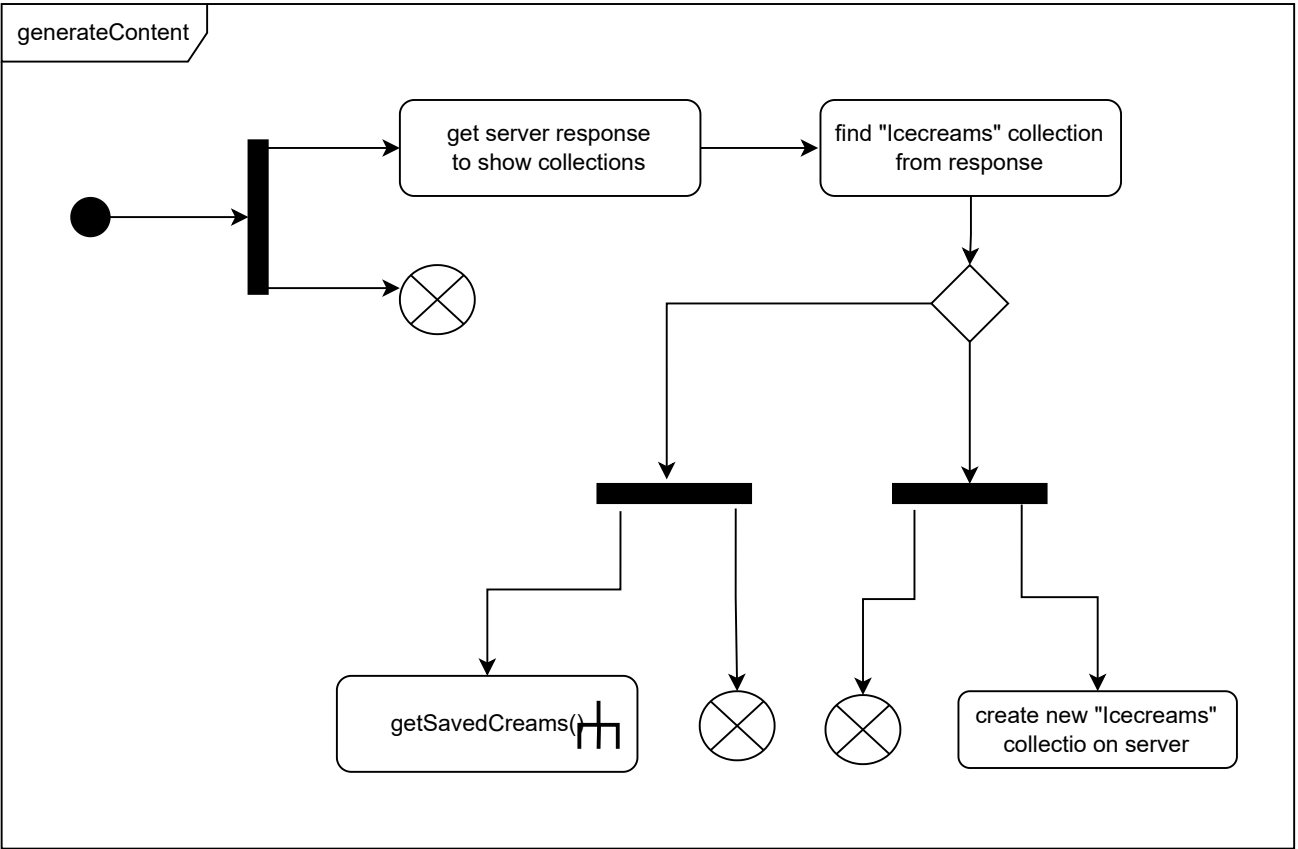 generateContent
get server response
to show collections
find "Icecreams" collection
from response
getSavedCreams()
create new "Icecreams"
collectio on server